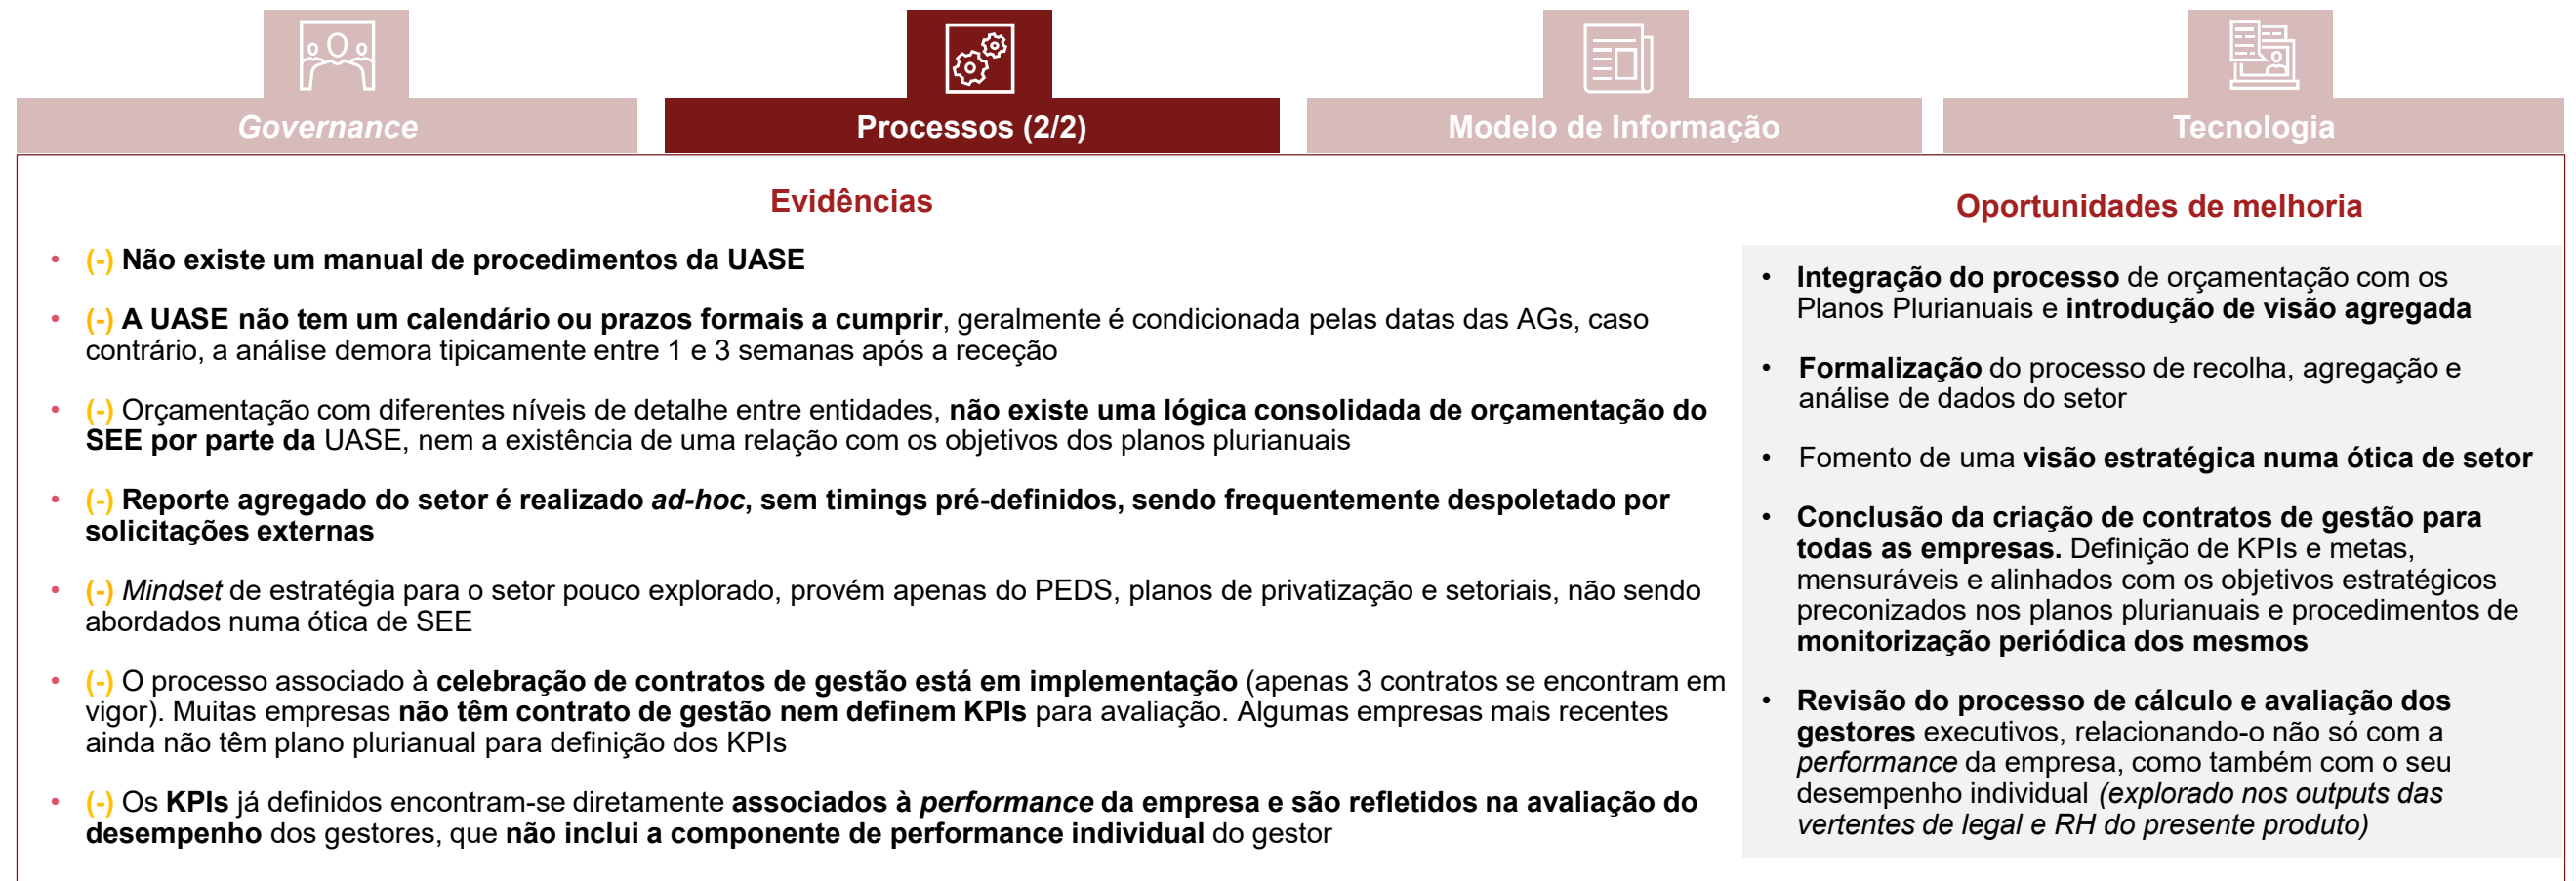 Governance
Processos (2/2)
Modelo de Informação
Tecnologia
Evidências
• (-) Não existe um manual de procedimentos da UASE
• (-) A UASE não tem um calendário ou prazos formais a cumprir, geralmente é condicionada pelas datas das AGs, caso
contrário, a análise demora tipicamente entre 1 e 3 semanas após a receção
• (-) Orçamentação com diferentes níveis de detalhe entre entidades, não existe uma lógica consolidada de orçamentação do
SEE por parte da UASE, nem a existência de uma relação com os objetivos dos planos plurianuais
• (-) Reporte agregado do setor é realizado ad-hoc, sem timings pré-definidos, sendo frequentemente despoletado por
solicitações externas
• (-) Mindset de estratégia para o setor pouco explorado, provém apenas do PEDS, planos de privatização e setoriais, não sendo
abordados numa ótica de SEE
• (-) O processo associado à celebração de contratos de gestão está em implementação (apenas 3 contratos se encontram em
vigor). Muitas empresas não têm contrato de gestão nem definem KPIs para avaliação. Algumas empresas mais recentes
ainda não têm plano plurianual para definição dos KPIs
• (-) Os KPIs já definidos encontram-se diretamente associados à performance da empresa e são refletidos na avaliação do
desempenho dos gestores, que não inclui a componente de performance individual do gestor
Oportunidades de melhoria
• Integração do processo de orçamentação com os
Planos Plurianuais e introdução de visão agregada
• Formalização do processo de recolha, agregação e
análise de dados do setor
• Fomento de uma visão estratégica numa ótica de setor
• Conclusão da criação de contratos de gestão para
todas as empresas. Definição de KPIs e metas,
mensuráveis e alinhados com os objetivos estratégicos
preconizados nos planos plurianuais e procedimentos de
monitorização periódica dos mesmos
• Revisão do processo de cálculo e avaliação dos
gestores executivos, relacionando-o não só com a
performance da empresa, como também com o seu
desempenho individual (explorado nos outputs das
vertentes de legal e RH do presente produto)